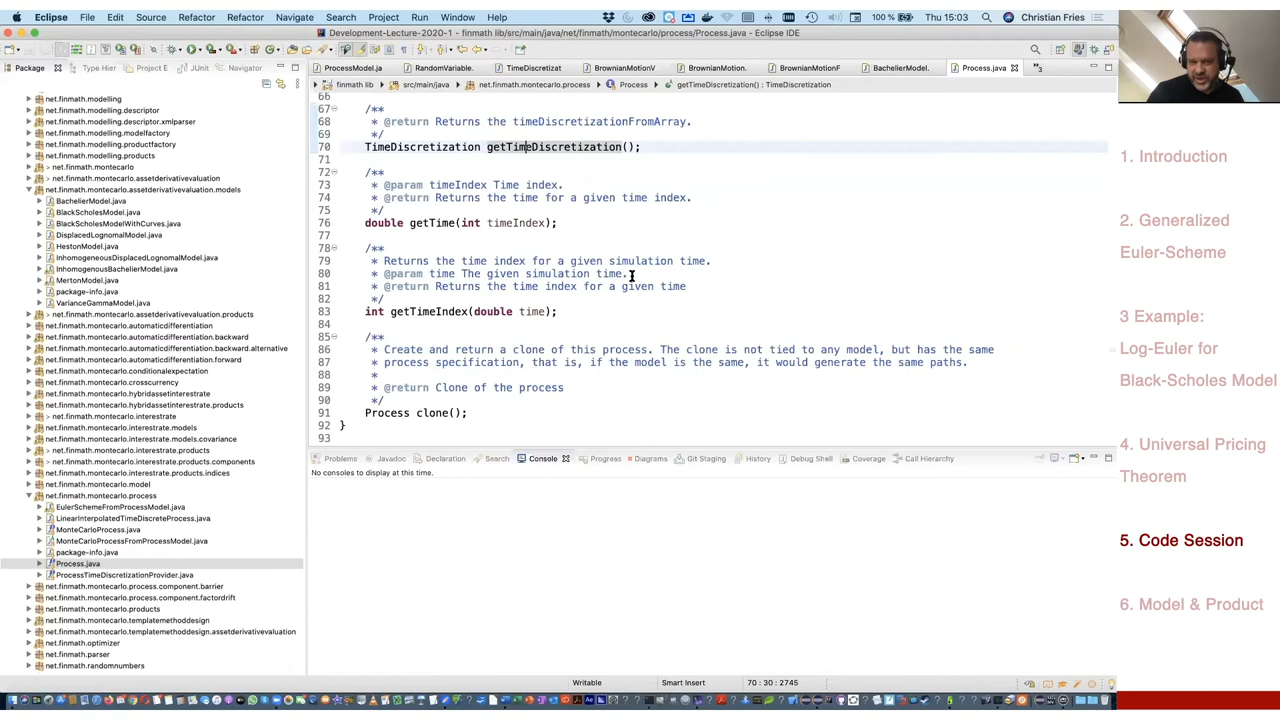 Eclipse File Edit Source Refactor Refactor Navigate Search Project Run Window Help 100 % Thu 15:03 Christian Fries
Development-Lecture-2020-1 - finmath lib/src/main/java/net/finmath/montecarlo/process/Process.java - Eclipse IDE
Package Type Hier Project E JUnit Navigator
ProcessModel.ja RandomVariable. TimeDiscretizat BrownianMotionV BrownianMotion. BrownianMotionF BachelierModel. Process.java 3
finmath lib src/main/java net.finmath.montecarlo.process Process getTimeDiscretization() : TimeDiscretization
net.finmath.modelling
net.finmath.modelling.descriptor
net.finmath.modelling.descriptor.xmlparser
net.finmath.modelling.modelfactory
net.finmath.modelling.productfactory
net.finmath.modelling.products
> net.finmath.montecarlo
net.finmath.montecarlo.assetderivativevaluation
net.finmath.montecarlo.assetderivativevaluation.models
BachelierModel.java
BlackScholesModel.java
BlackScholesModelWithCurves.java
DisplacedLognomalModel.java
HestonModel.java
InhomogeneousDisplacedLognomalModel.java
InhomogenousBachelierModel.java
MertonModel.java
package-info.java
VarianceGammaModel.java
net.finmath.montecarlo.assetderivativevaluation.products
net.finmath.montecarlo.automaticdifferentiation
net.finmath.montecarlo.automaticdifferentiation.backward
net.finmath.montecarlo.automaticdifferentiation.backward.alternative
net.finmath.montecarlo.automaticdifferentiation.forward
net.finmath.montecarlo.conditionalexpectation
net.finmath.montecarlo.crosscurrency
net.finmath.montecarlo.hybridassetinterestrate
net.finmath.montecarlo.hybridassetinterestrate.products
> net.finmath.montecarlo.interestrate
net.finmath.montecarlo.interestrate.models
net.finmath.montecarlo.interestrate.models.covariance
> net.finmath.montecarlo.interestrate.products
> net.finmath.montecarlo.interestrate.products.components
net.finmath.montecarlo.interestrate.products.indices
net.finmath.montecarlo.model
net.finmath.montecarlo.process
EulerSchemeFromProcessModel.java
LinearInterpolatedTimeDiscreteProcess.java
MonteCarloProcess.java
MonteCarloProcessFromProcessModel.java
package-info.java
Process.java
ProcessTimeDiscretizationProvider.java
net.finmath.montecarlo.process.component.barrier
net.finmath.montecarlo.process.component.factordrift
net.finmath.montecarlo.products
net.finmath.montecarlo.templatemethoddesign
net.finmath.montecarlo.templatemethoddesign.assetderivativevaluation
net.finmath.optimizer
net.finmath.parser
net.finmath.randomnumbers
66
67 /**
68 * @return Returns the timeDiscretizationFromArray.
69 */
70 TimeDiscretization getTimeDiscretization();
71
72 /**
73 * @param timeIndex Time index.
74 * @return Returns the time for a given time index.
75 */
76 double getTime(int timeIndex);
77
78 /**
79 * Returns the time index for a given simulation time.
80 * @param time The given simulation time.
81 * @return Returns the time index for a given time
82 */
83 int getTimeIndex(double time);
84
85 /**
86 * Create and return a clone of this process. The clone is not tied to any model, but has the same
87 * process specification, that is, if the model is the same, it would generate the same paths.
88 *
89 * @return Clone of the process
90 */
91 Process clone();
92 }
93
Problems Javadoc Declaration Search Console Progress Diagrams Git Staging History Debug Shell Coverage Call Hierarchy
No consoles to display at this time.
Writable Smart Insert 70 : 30 : 2745
1. Introduction
2. Generalized
Euler-Scheme
3 Example:
Log-Euler for
Black-Scholes Model
4. Universal Pricing
Theorem
5. Code Session
6. Model & Product